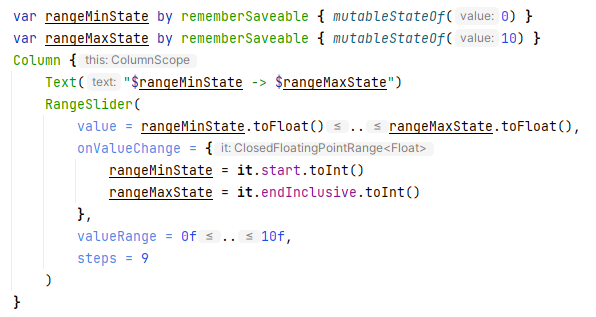 var rangeMinState by rememberSaveable { mutableStateOf( value: 0) }
var rangeMaxState by rememberSaveable { mutableStateOf( value: 10) }
Column { this: ColumnScope
    Text( text: "$rangeMinState -> $rangeMaxState")
    RangeSlider(
        value = rangeMinState.toFloat() ≤ .. ≤ rangeMaxState.toFloat(),
        onValueChange = { it: ClosedFloatingPointRange<Float>
            rangeMinState = it.start.toInt()
            rangeMaxState = it.endInclusive.toInt()
        },
        valueRange = 0f ≤ .. ≤ 10f,
        steps = 9
    )
}